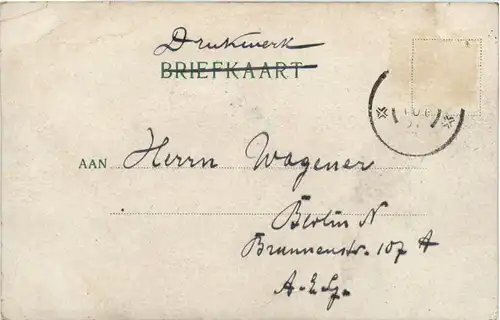 Drukwerk
BRIEFKAART
AAN Herrn Wagener
Berlin N
Brunnenstr. 107 A